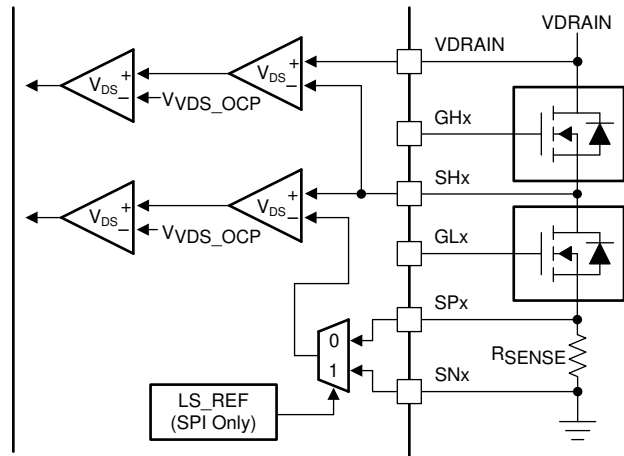 VDRAIN
VDRAIN
+
VDS
−
VVDS_OCP
+
VDS
−
GHx
SHx
+
VDS
−
VVDS_OCP
+
VDS
−
GLx
SPx
0
1
RSENSE
SNx
LS_REF
(SPI Only)